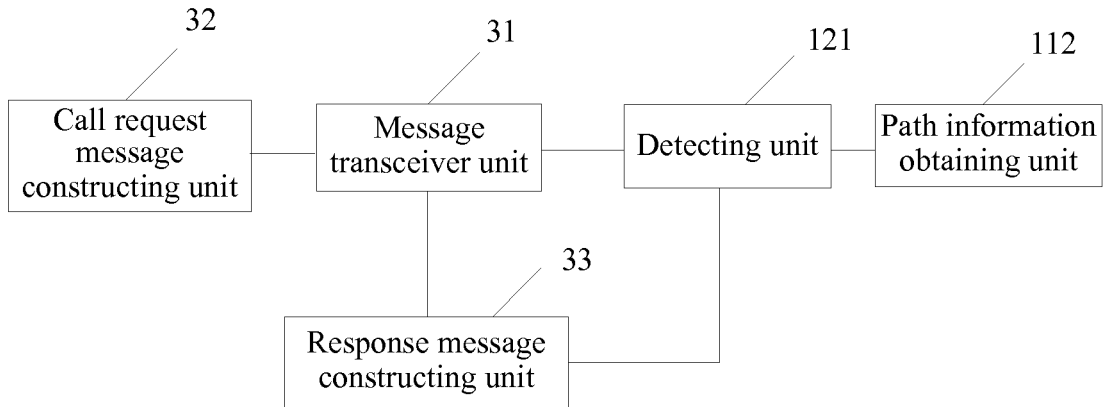 32
31
121
112
Call request
message
constructing unit
Message
transceiver unit
Detecting unit
Path information
obtaining unit
33
Response message
constructing unit